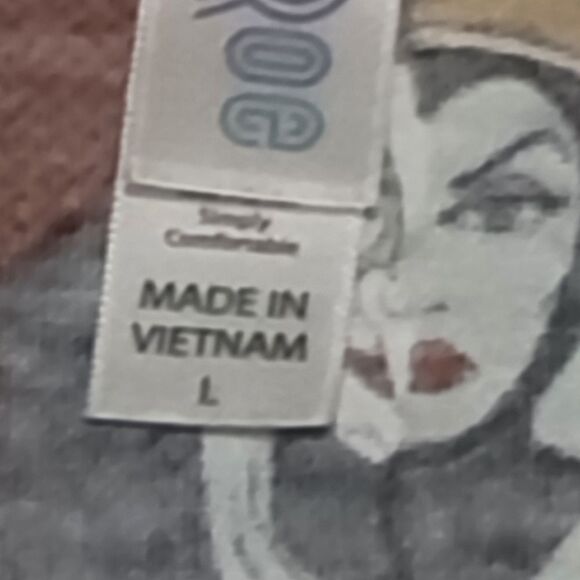 Simply
Comfortable
MADE IN
VIETNAM
L